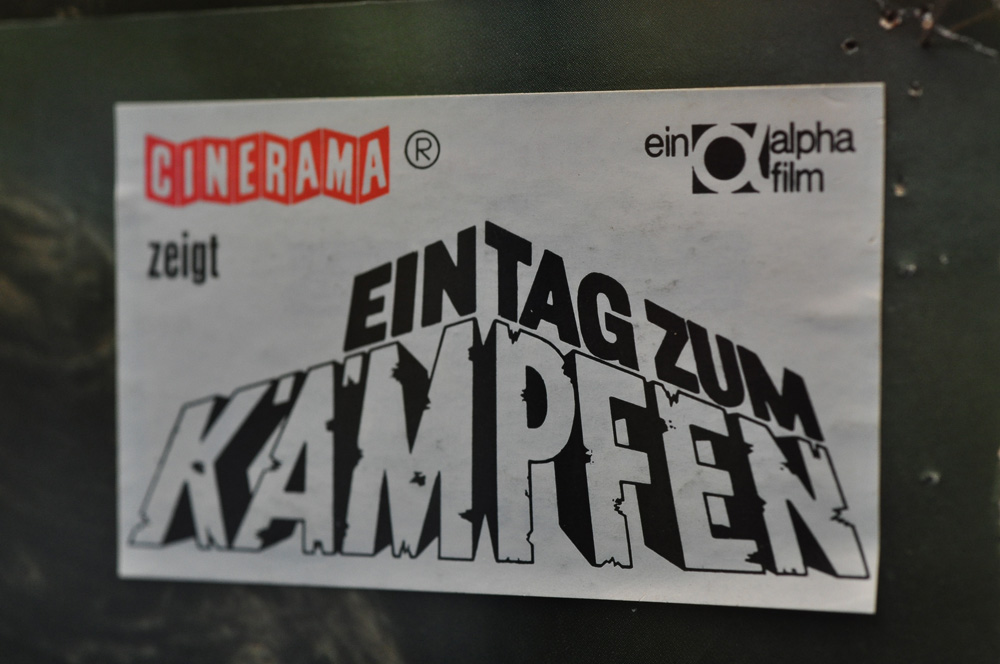 CINERAMA ®
ein α alpha
film
zeigt
EIN TAG ZUM
KÄMPFEN